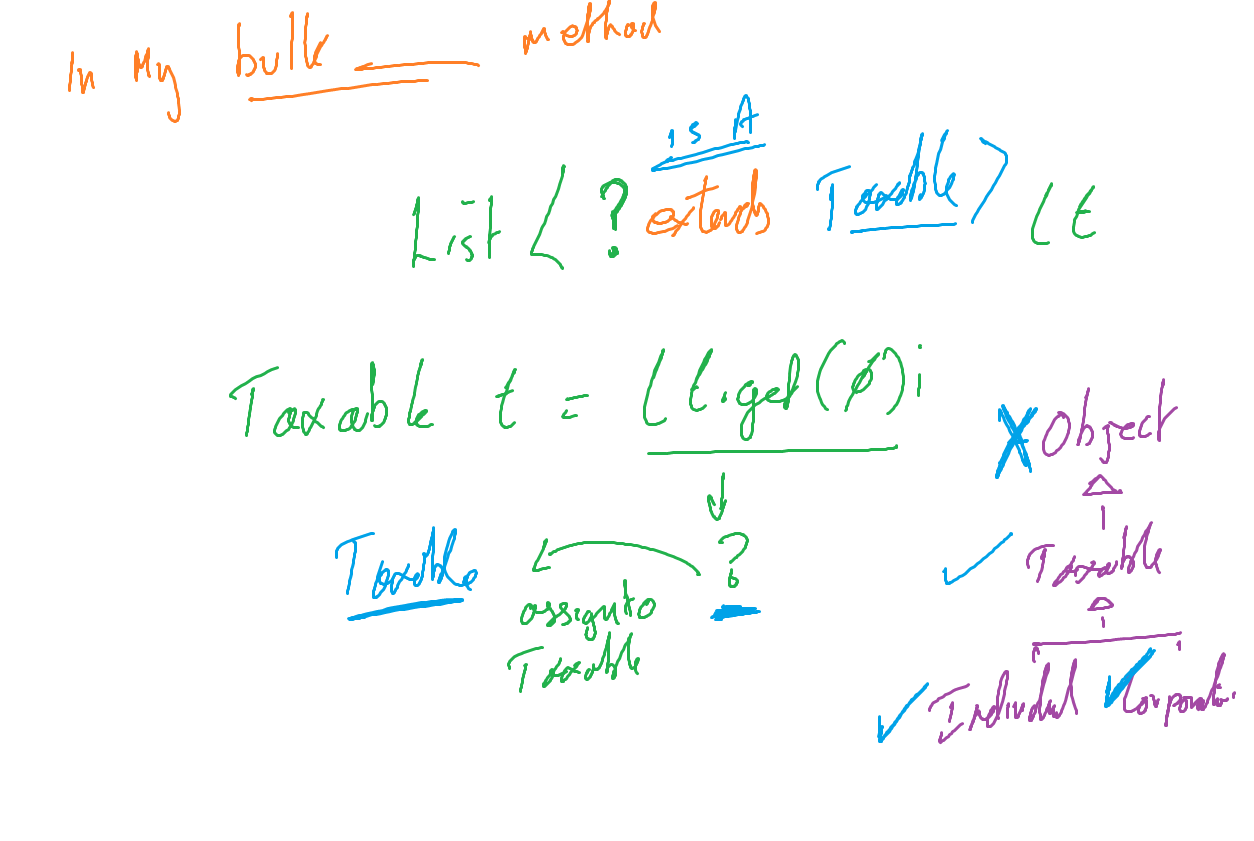 In My bulk method
is A
List < ? extends Taxable > lt
Taxable t = lt.get(0);
X Object
Taxable
?
Taxable
assign to
Taxable
Individual Corporation